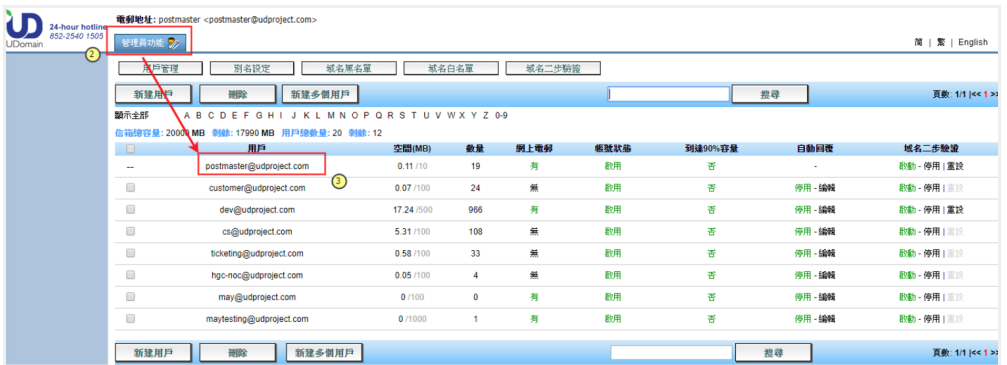 UDomain
24-hour hotline
852-2540 1505
電郵地址: postmaster <postmaster@udproject.com>
管理員功能
简 | 繁 | English
2
用戶管理 別名設定 域名黑名單 域名白名單 域名二步驗證
新建用戶 刪除 新建多個用戶 搜尋 頁數: 1/1 |<< 1 >>
顯示全部 A B C D E F G H I J K L M N O P Q R S T U V W X Y Z 0-9
信箱總容量: 20000 MB 剩餘: 17990 MB 用戶總數量: 20 剩餘: 12
用戶 空間(MB) 數量 網上電郵 帳號狀態 到達90%容量 自動回覆 域名二步驗證
-- postmaster@udproject.com 0.11 /10 19 有 啟用 否 - 啟動 - 停用 | 重設
3
customer@udproject.com 0.07 /100 24 無 啟用 否 停用 - 編輯 啟動 - 停用 | 重設
dev@udproject.com 17.24 /500 966 有 啟用 否 停用 - 編輯 啟動 - 停用 | 重設
cs@udproject.com 5.31 /100 108 無 啟用 否 停用 - 編輯 啟動 - 停用 | 重設
ticketing@udproject.com 0.58 /100 33 無 啟用 否 停用 - 編輯 啟動 - 停用 | 重設
hgc-noc@udproject.com 0.05 /100 4 無 啟用 否 停用 - 編輯 啟動 - 停用 | 重設
may@udproject.com 0 /100 0 有 啟用 否 停用 - 編輯 啟動 - 停用 | 重設
maytesting@udproject.com 0 /1000 1 有 啟用 否 停用 - 編輯 啟動 - 停用 | 重設
新建用戶 刪除 新建多個用戶 搜尋 頁數: 1/1 |<< 1 >>